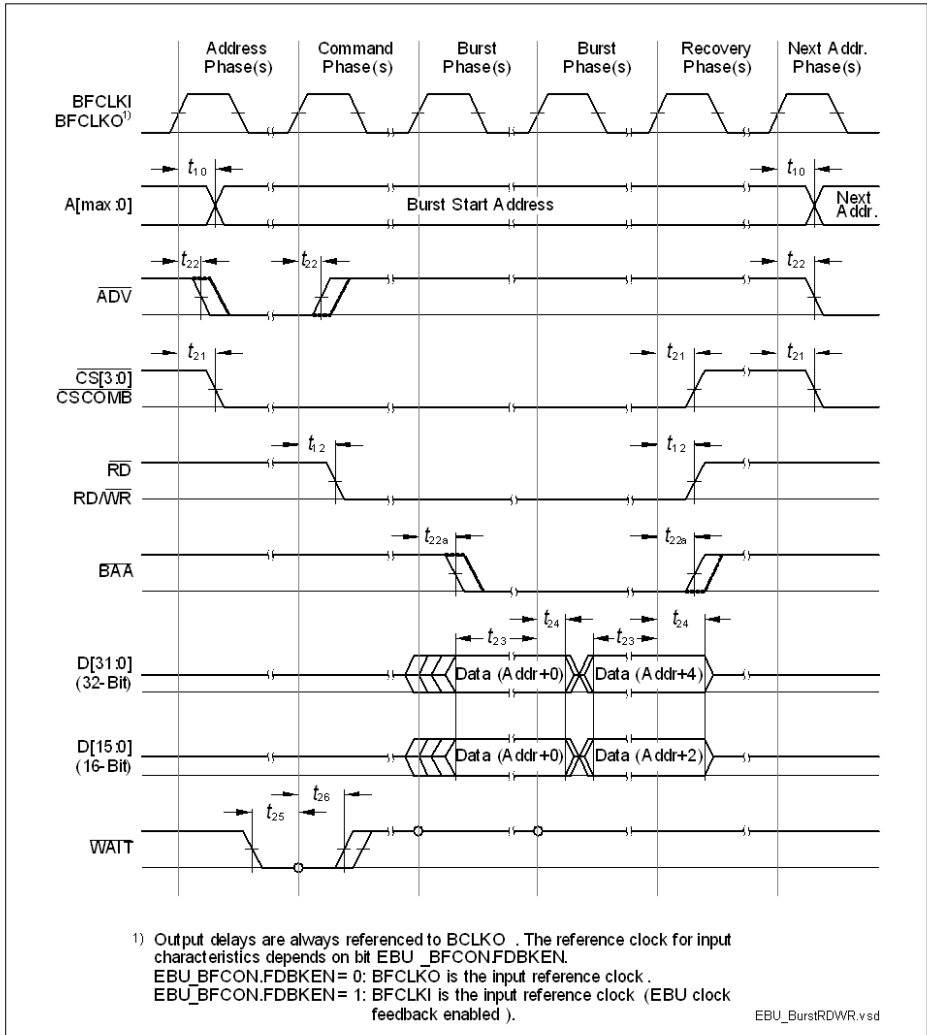 Address Phase(s)
Command Phase(s)
Burst Phase(s)
Burst Phase(s)
Recovery Phase(s)
Next Addr. Phase(s)
BFCLKI
BFCLKO1)
t10
t10
A[max:0]
Burst Start Address
Next Addr.
t22
t22
t22
ADV
t21
t21
t21
CS[3:0]
CSCOMB
t12
t12
RD
RD/WR
t22a
t22a
BAA
t23
t24
t23
t24
D[31:0]
(32-Bit)
Data (Addr+0)
Data (Addr+4)
D[15:0]
(16-Bit)
Data (Addr+0)
Data (Addr+2)
t25
t26
WAIT
1) Output delays are always referenced to BCLKO . The reference clock for input
characteristics depends on bit EBU _BFCON.FDBKEN.
EBU_BFCON.FDBKEN = 0: BFCLKO is the input reference clock .
EBU_BFCON.FDBKEN = 1: BFCLKI is the input reference clock (EBU clock
feedback enabled ).
EBU_BurstRDWR.vsd